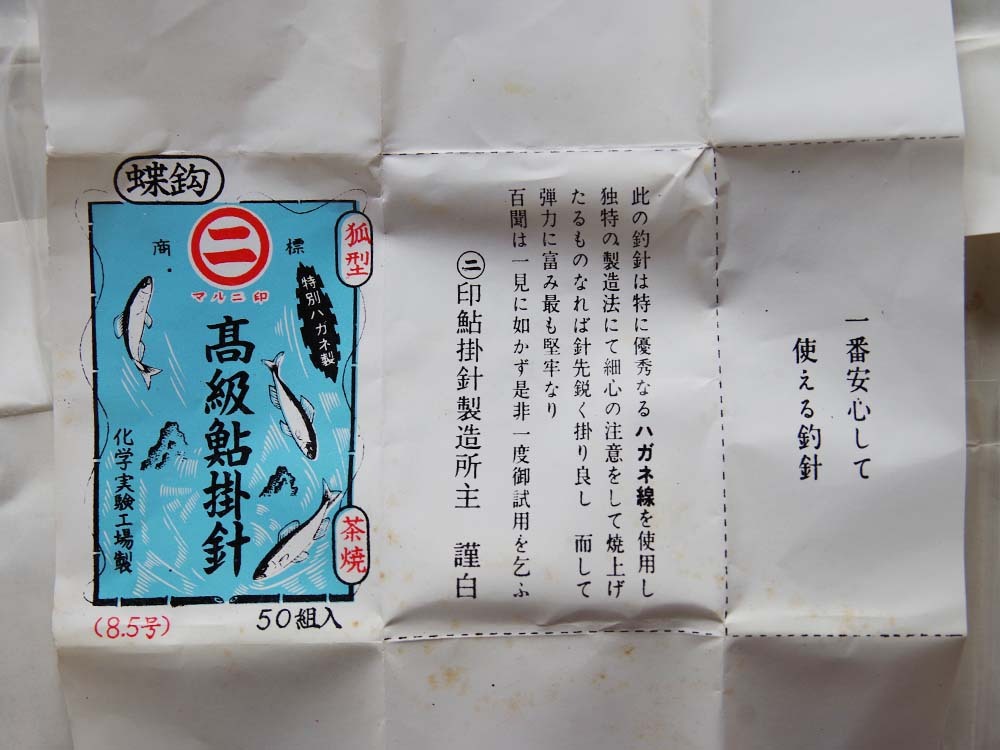 蝶鈎
商標
㊁
マルニ印
狐型
特別ハガネ製
高級鮎掛針
化学実験工場製
茶焼
(8.5号)
50組入
此の釣針は特に優秀なるハガネ線を使用し
独特の製造法にて細心の注意をして焼上げ
たるものなれば針先鋭く掛り良し 而して
弾力に富み最も堅牢なり
百聞は一見に如かず是非一度御試用を乞ふ
㊁印鮎掛針製造所主 謹白
一番安心して
使える釣針